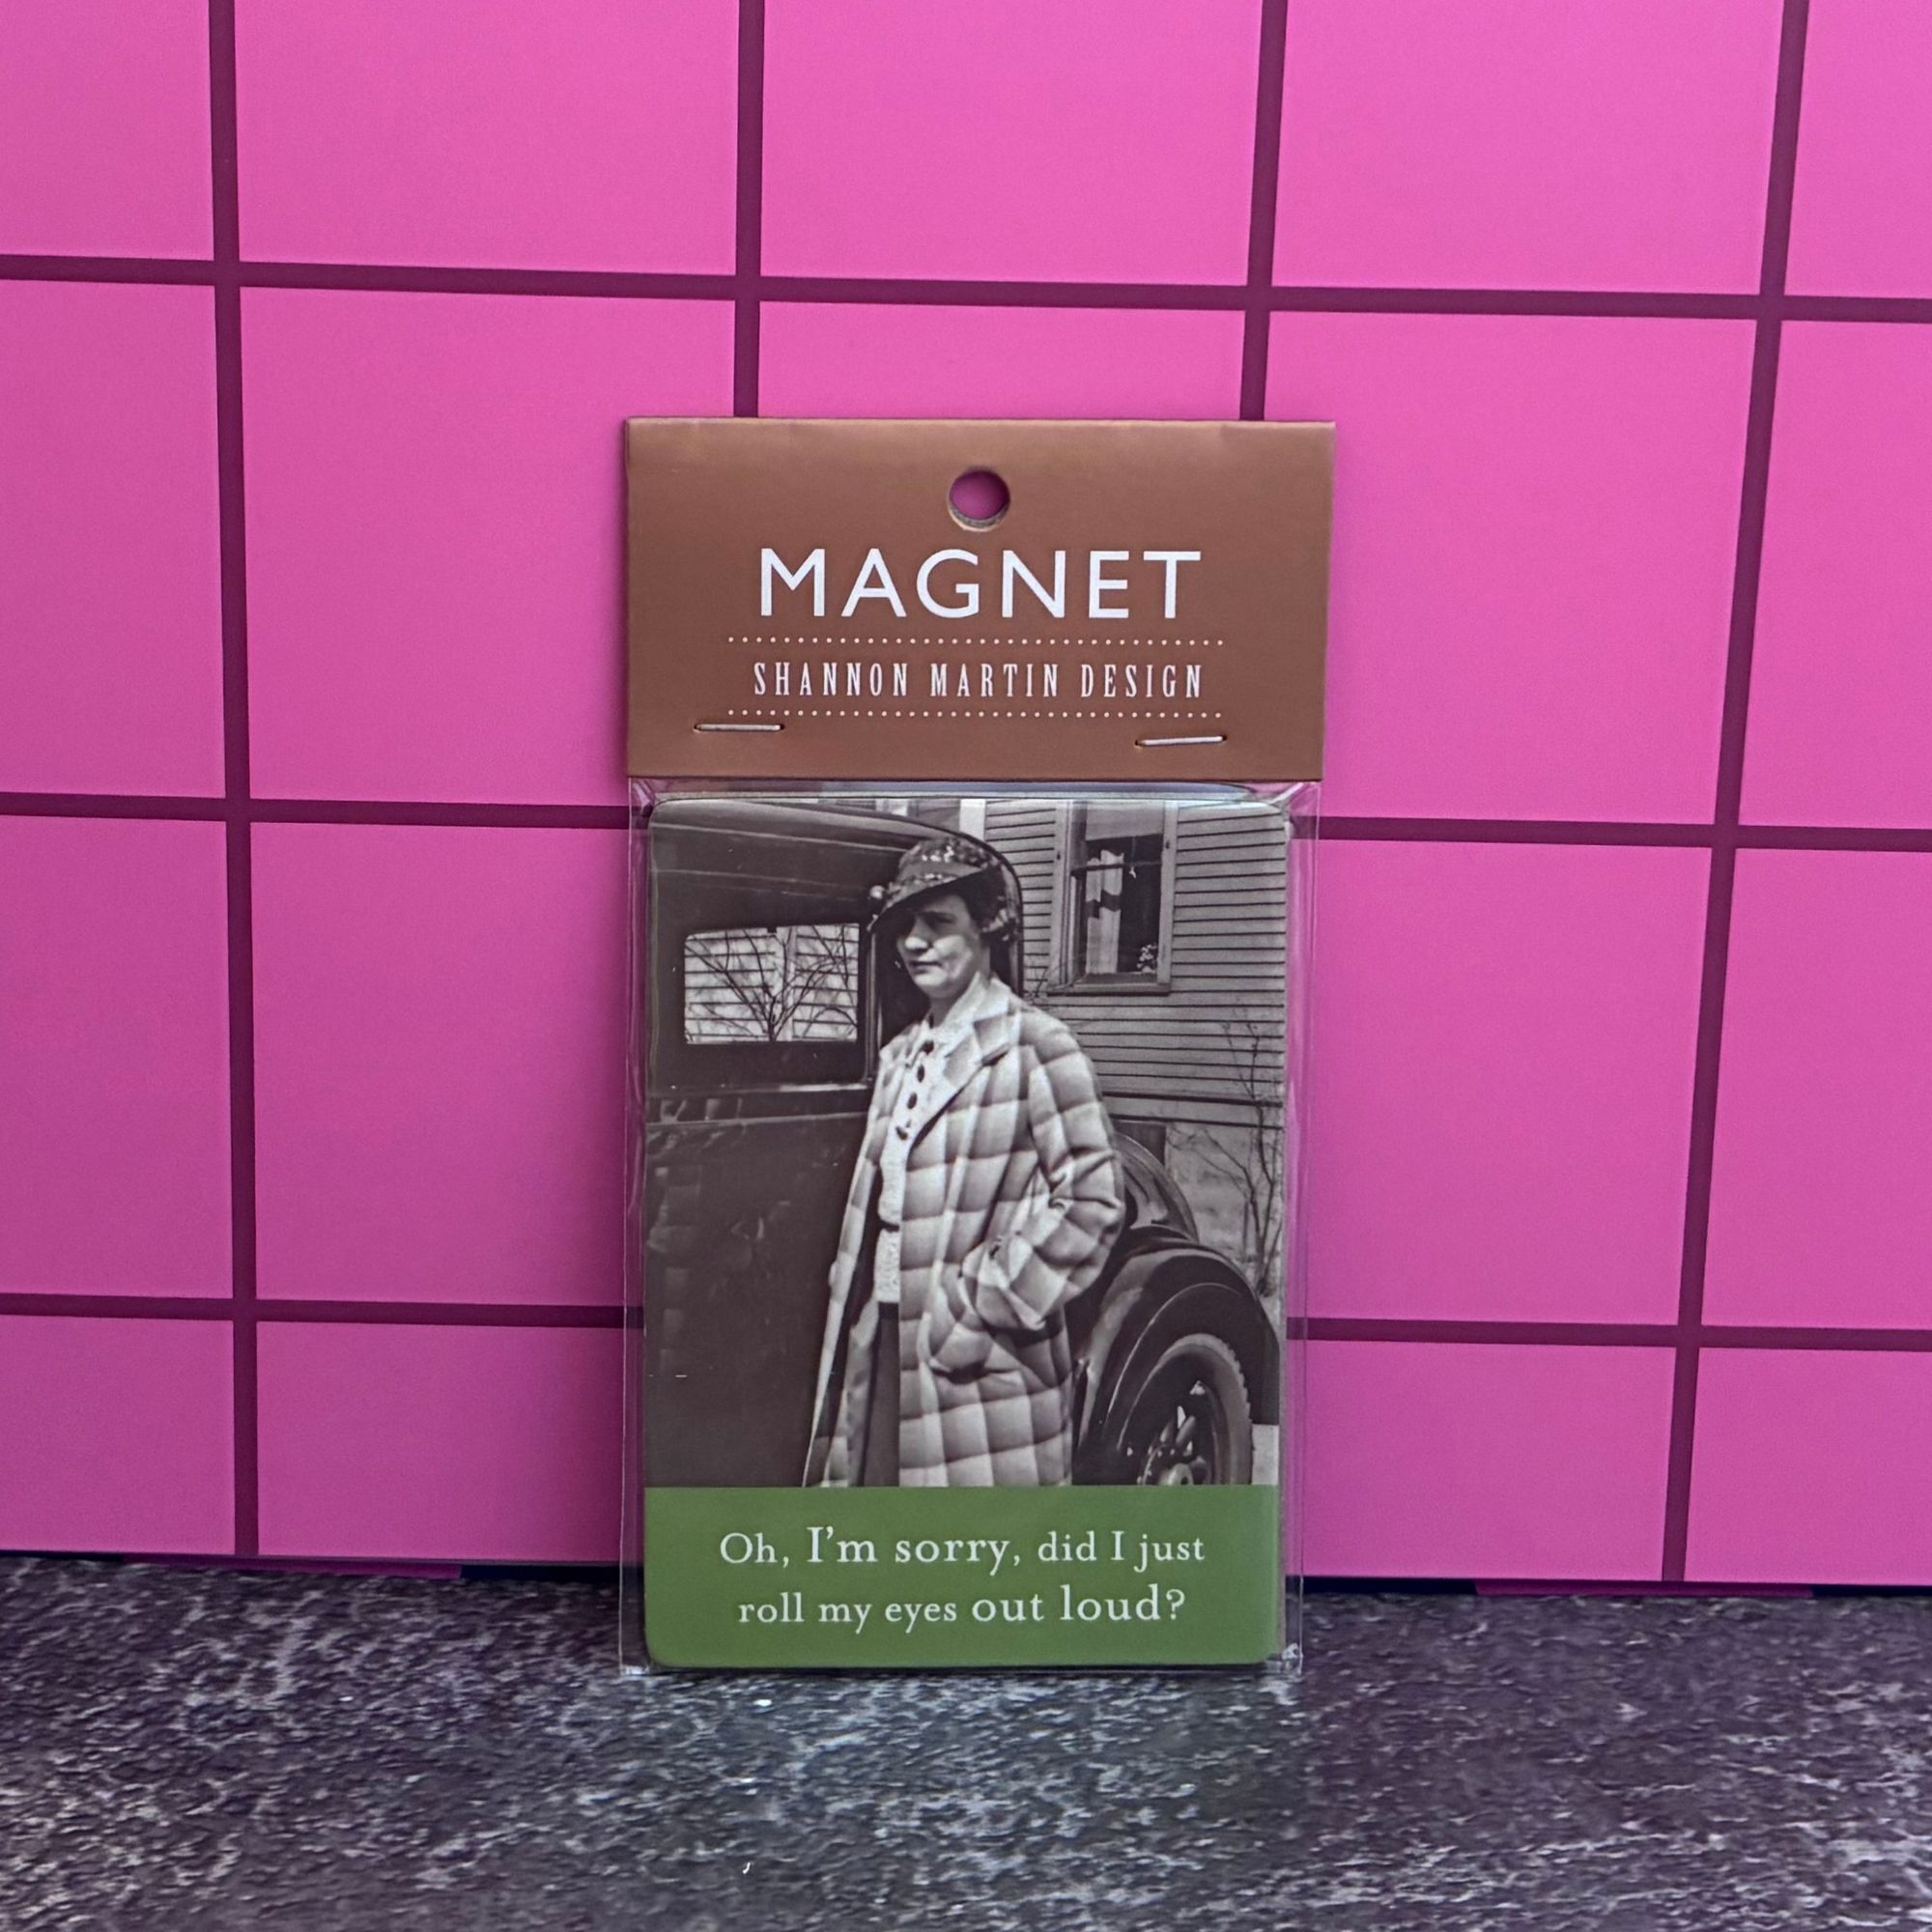 MAGNET
SHANNON MARTIN DESIGN
Oh, I'm sorry, did I just
roll my eyes out loud?